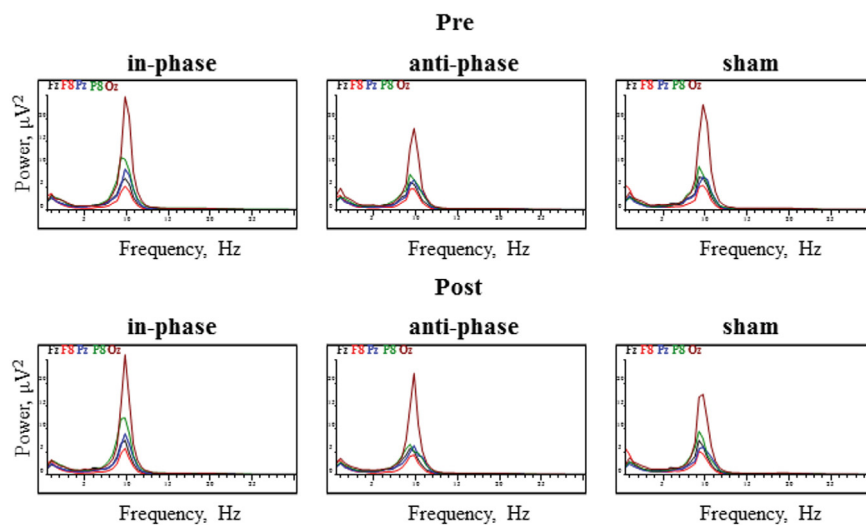 Pre
in-phase anti-phase sham
Fz F8 Pz P8 Oz Fz F8 Pz P8 Oz Fz F8 Pz P8 Oz
Power, µV²
Frequency, Hz Frequency, Hz Frequency, Hz
Post
in-phase anti-phase sham
Fz F8 Pz P8 Oz Fz F8 Pz P8 Oz Fz F8 Pz P8 Oz
Power, µV²
10 10 10
Frequency, Hz Frequency, Hz Frequency, Hz